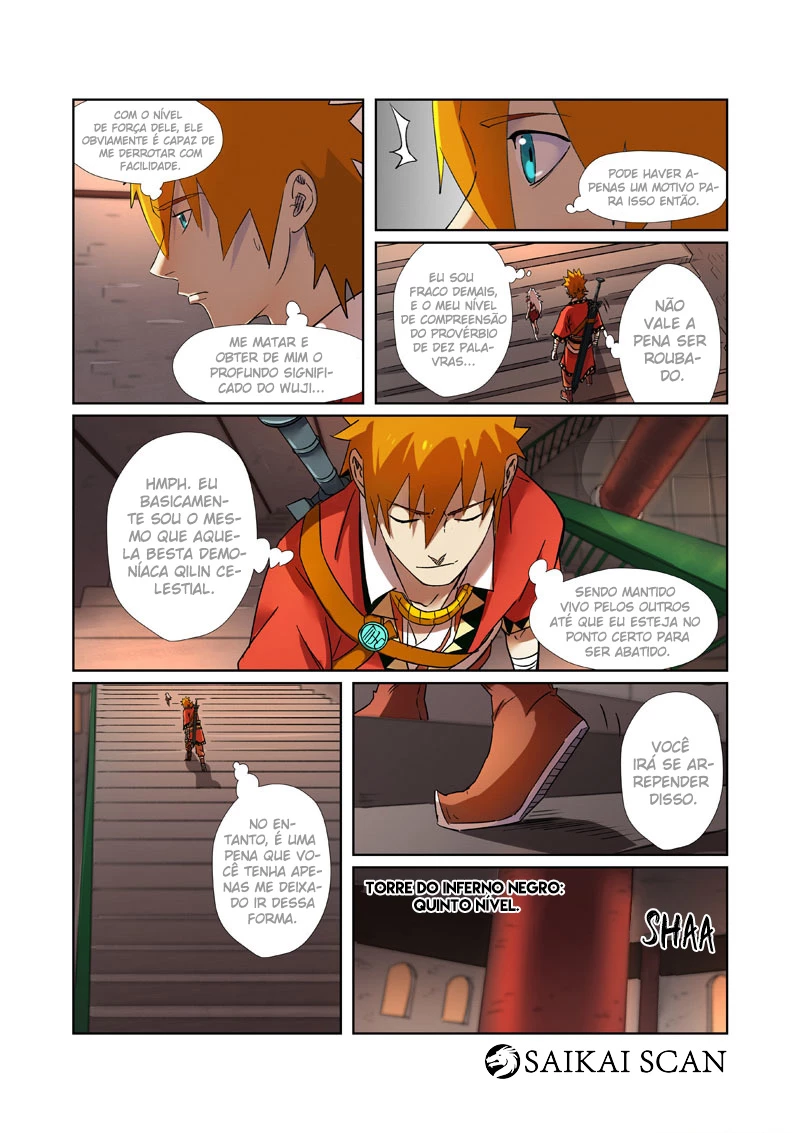 COM O NÍVEL
DE FORÇA DELE, ELE
OBVIAMENTE É CAPAZ DE
ME DERROTAR COM
FACILIDADE.
PODE HAVER A-
PENAS UM MOTIVO PA-
RA ISSO ENTÃO.
ME MATAR E
OBTER DE MIM O
PROFUNDO SIGNIFI-
CADO DO WUJI...
EU SOU
FRACO DEMAIS,
E O MEU NÍVEL
DE COMPREENSÃO
DO PROVÉRBIO
DE DEZ PALA-
VRAS...
NÃO
VALE A
PENA SER
ROUBA-
DO.
HMPH. EU
BASICAMEN-
TE SOU O MES-
MO QUE AQUE-
LA BESTA DEMO-
NÍACA QILIN CE-
LESTIAL.
SENDO MANTIDO
VIVO PELOS OUTROS
ATÉ QUE EU ESTEJA NO
PONTO CERTO PARA
SER ABATIDO.
NO EN-
TANTO, É UMA
PENA QUE VO-
CÊ TENHA APE-
NAS ME DEIXA-
DO IR DESSA
FORMA.
VOCÊ
IRÁ SE AR-
REPENDER
DISSO.
TORRE DO INFERNO NEGRO:
QUINTO NÍVEL.
SHAA
SAIKAI SCAN